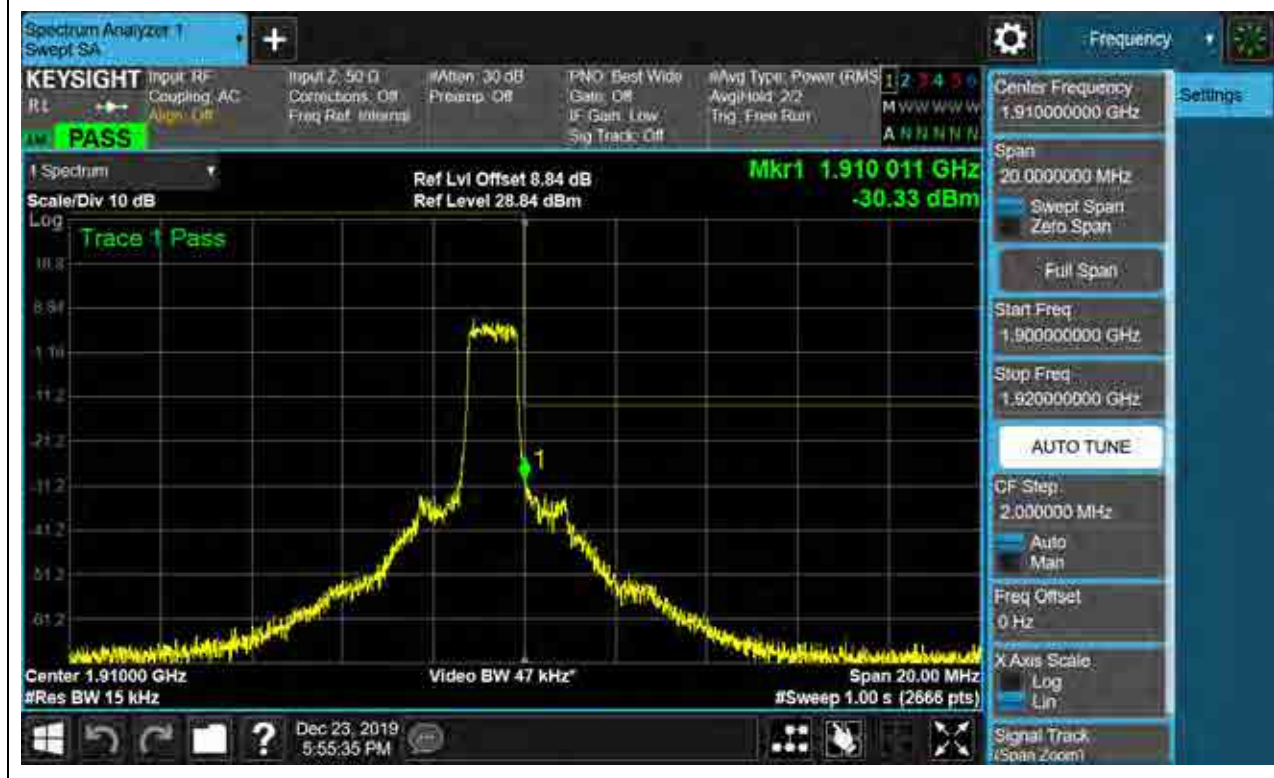 Spectrum Analyzer 1
Swept SA
+
Frequency
KEYSIGHT
Input: RF
Coupling: AC
Align: Off
Input Z: 50 Ω
Corrections: Off
Freq Ref: Internal
#Atten: 30 dB
Preamp: Off
PNO: Best Wide
Gate: Off
IF Gain: Low
Sig Track: Off
#Avg Type: Power (RMS
Avg|Hold: 2/2
Trig: Free Run
1 2 3 4 5 6
M W W W W W
A N N N N N
PASS
Center Frequency
1.910000000 GHz
Settings
Span
20.0000000 MHz
Swept Span
Zero Span
Full Span
Start Freq
1.900000000 GHz
Stop Freq
1.920000000 GHz
AUTO TUNE
CF Step
2.000000 MHz
Auto
Man
Freq Offset
0 Hz
X Axis Scale
Log
Lin
Signal Track
(Span Zoom)
1 Spectrum
Scale/Div 10 dB
Log
Ref Lvl Offset 8.84 dB
Ref Level 28.84 dBm
Mkr1 1.910 011 GHz
-30.33 dBm
Trace 1 Pass
18.8
8.84
-1.16
-11.2
-21.2
-31.2
-41.2
-51.2
-61.2
1
Center 1.91000 GHz
#Res BW 15 kHz
Video BW 47 kHz*
Span 20.00 MHz
#Sweep 1.00 s (2666 pts)
?
Dec 23, 2019
5:55:35 PM